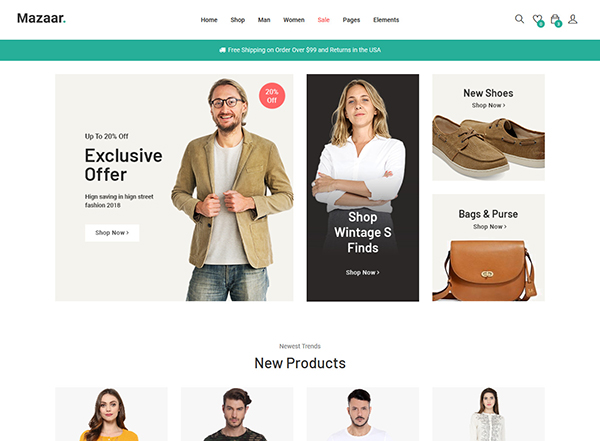 Mazaar.
Home Shop Man Women Sale Pages Elements
0
0
Free Shipping on Order Over $99 and Returns in the USA
20%
Off
Up To 20% Off
Exclusive
Offer
Hign saving in hign street
fashion 2018
Shop Now >
Shop
Wintage S
Finds
Shop Now >
New Shoes
Shop Now >
Bags & Purse
Shop Now >
Newest Trends
New Products